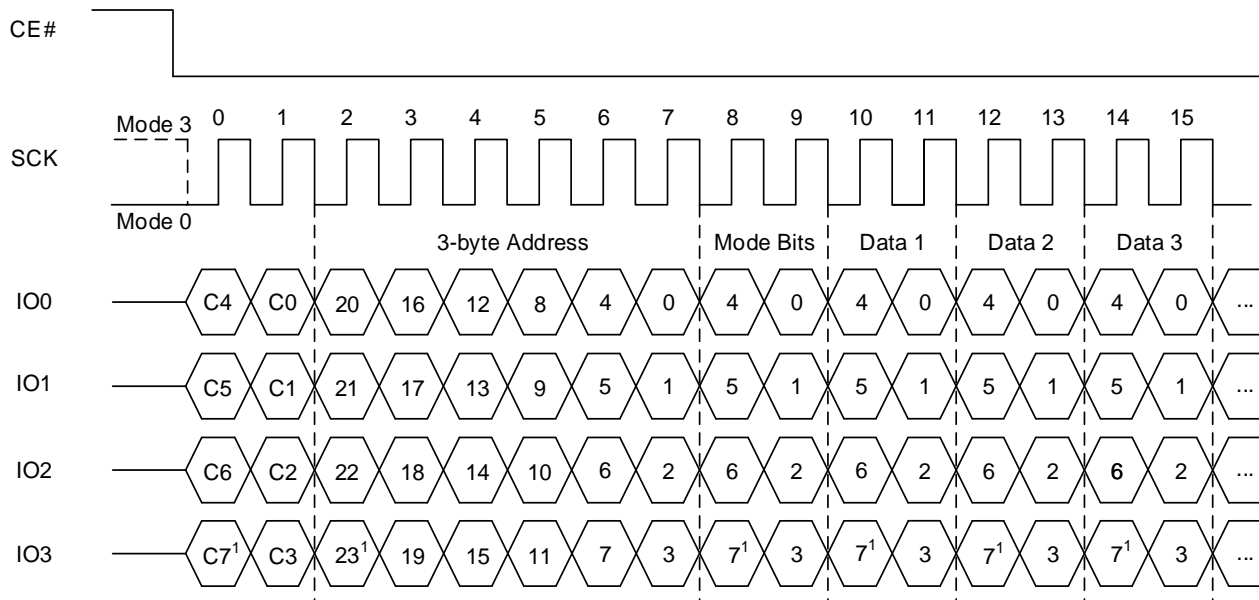 CE#
Mode 3 0 1 2 3 4 5 6 7 8 9 10 11 12 13 14 15
SCK
Mode 0
3-byte Address Mode Bits Data 1 Data 2 Data 3
IO0 C4 C0 20 16 12 8 4 0 4 0 4 0 4 0 4 0 ...
IO1 C5 C1 21 17 13 9 5 1 5 1 5 1 5 1 5 1 ...
IO2 C6 C2 22 18 14 10 6 2 6 2 6 2 6 2 6 2 ...
IO3 C7¹ C3 23¹ 19 15 11 7 3 7¹ 3 7¹ 3 7¹ 3 7¹ 3 ...